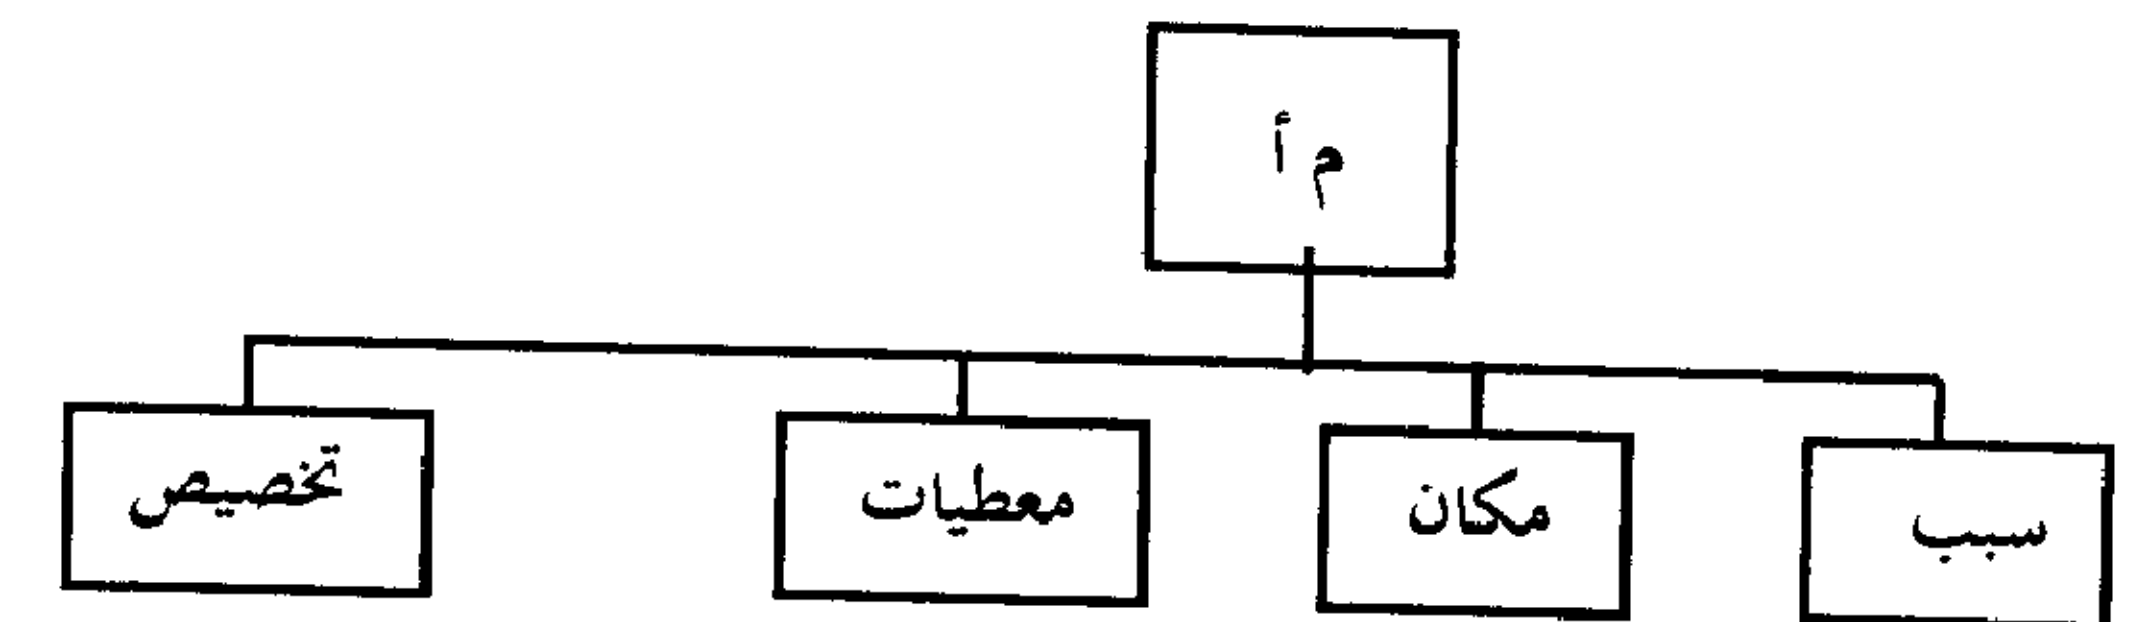 م أ
سبب
مكان
معطيات
تخصيص